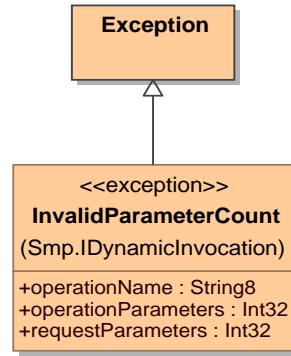 Exception
<<exception>>
InvalidParameterCount
(Smp.IDynamicInvocation)
+operationName : String8
+operationParameters : Int32
+requestParameters : Int32